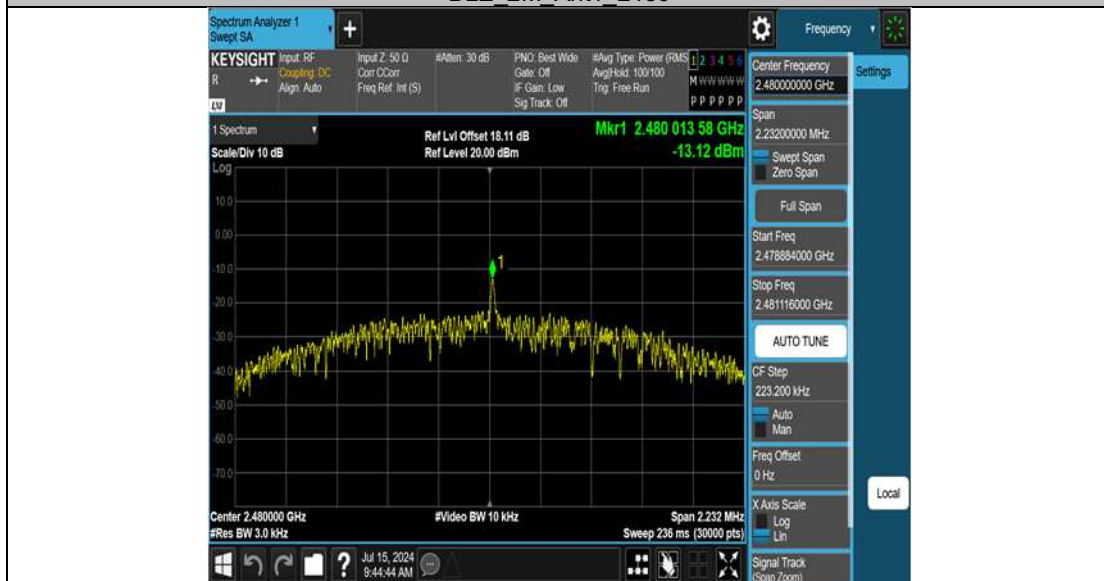 Spectrum Analyzer 1
Swept SA
+
Frequency
KEYSIGHT
Input: RF
Coupling: DC
Align: Auto
R
LXI
Input Z: 50 Ω
Corr CCorr
Freq Ref: Int (S)
#Atten: 30 dB
PNO: Best Wide
Gate: Off
IF Gain: Low
Sig Track: Off
#Avg Type: Power (RMS
Avg|Hold: 100/100
Trig: Free Run
1 2 3 4 5 6
M W W W W W
P P P P P P
Center Frequency
2.480000000 GHz
Settings
Span
2.23200000 MHz
Swept Span
Zero Span
Full Span
Start Freq
2.478884000 GHz
Stop Freq
2.481116000 GHz
AUTO TUNE
CF Step
223.200 kHz
Auto
Man
Freq Offset
0 Hz
X Axis Scale
Log
Lin
Local
Signal Track
(Span Zoom)
1 Spectrum
Scale/Div 10 dB
Log
Ref Lvl Offset 18.11 dB
Ref Level 20.00 dBm
Mkr1 2.480 013 58 GHz
-13.12 dBm
1
10.0
0.00
-10.0
-20.0
-30.0
-40.0
-50.0
-60.0
-70.0
Center 2.480000 GHz
#Res BW 3.0 kHz
#Video BW 10 kHz
Span 2.232 MHz
Sweep 236 ms (30000 pts)
?
Jul 15, 2024
9:44:44 AM